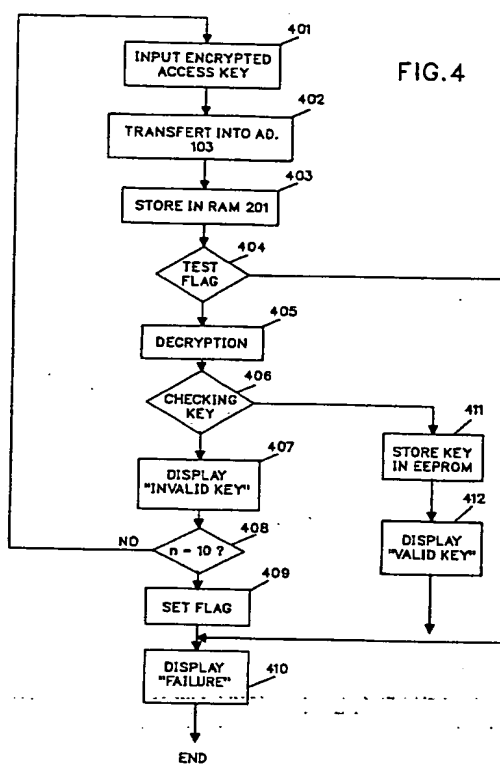 401
INPUT ENCRYPTED
ACCESS KEY
FIG.4
402
TRANSFERT INTO AD.
103
403
STORE IN RAM 201
404
TEST
FLAG
405
DECRYPTION
406
CHECKING
KEY
411
STORE KEY
IN EEPROM
407
DISPLAY
"INVALID KEY"
412
DISPLAY
"VALID KEY"
408
NO
n = 10 ?
409
SET FLAG
DISPLAY
"FAILURE"
410
END